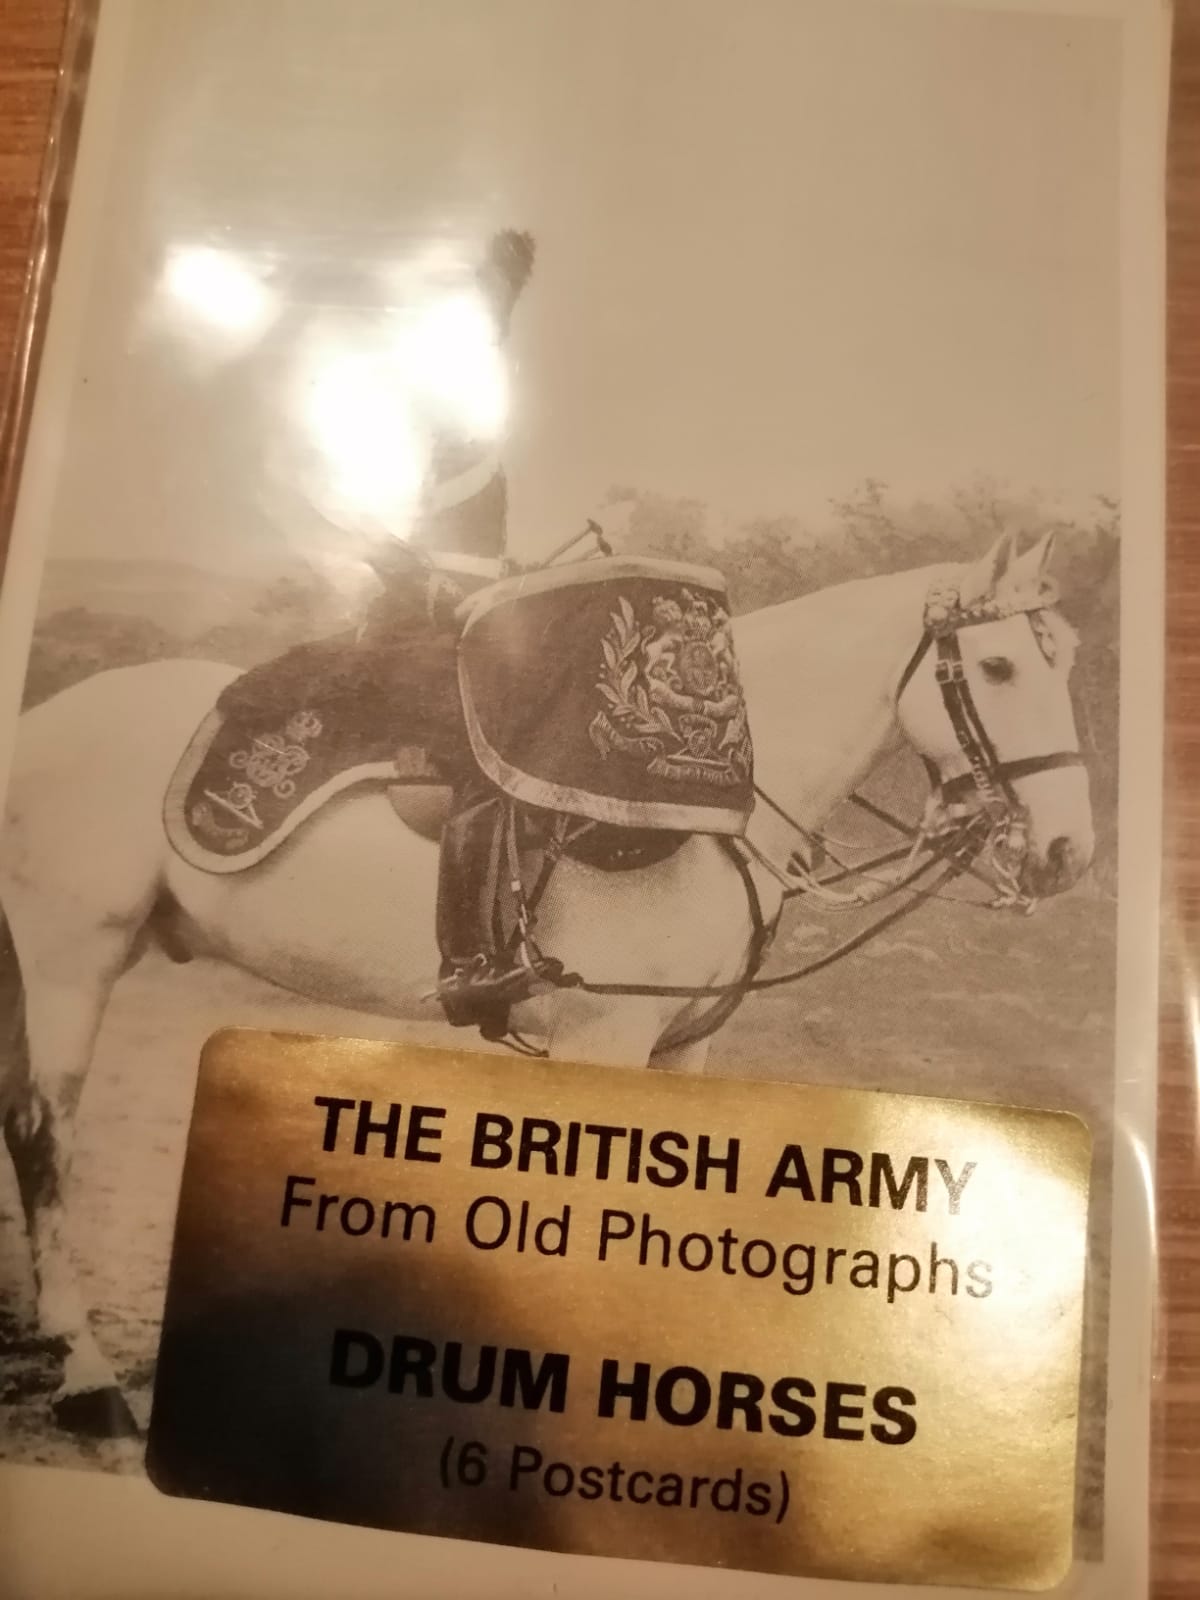 THE BRITISH ARMY
From Old Photographs
DRUM HORSES
(6 Postcards)